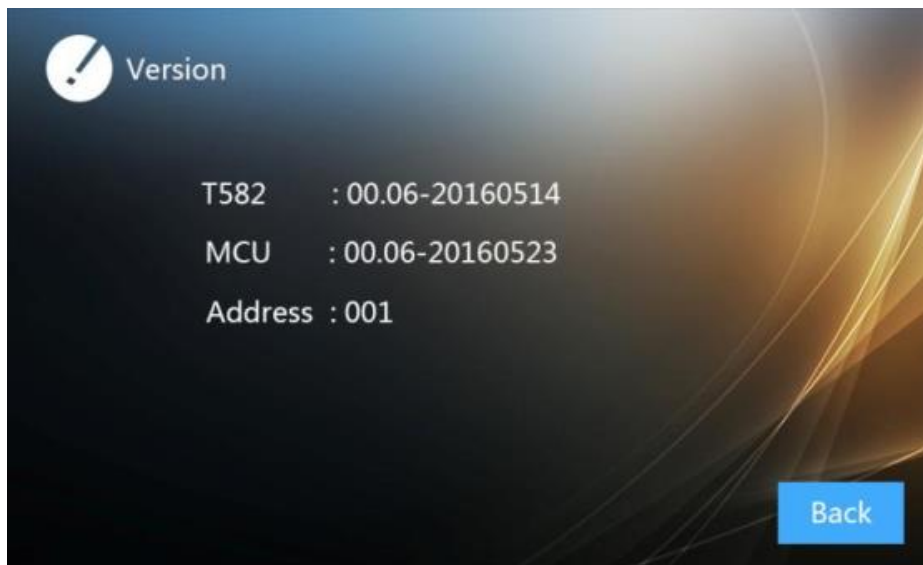 Version
T582 : 00.06-20160514
MCU : 00.06-20160523
Address : 001
Back